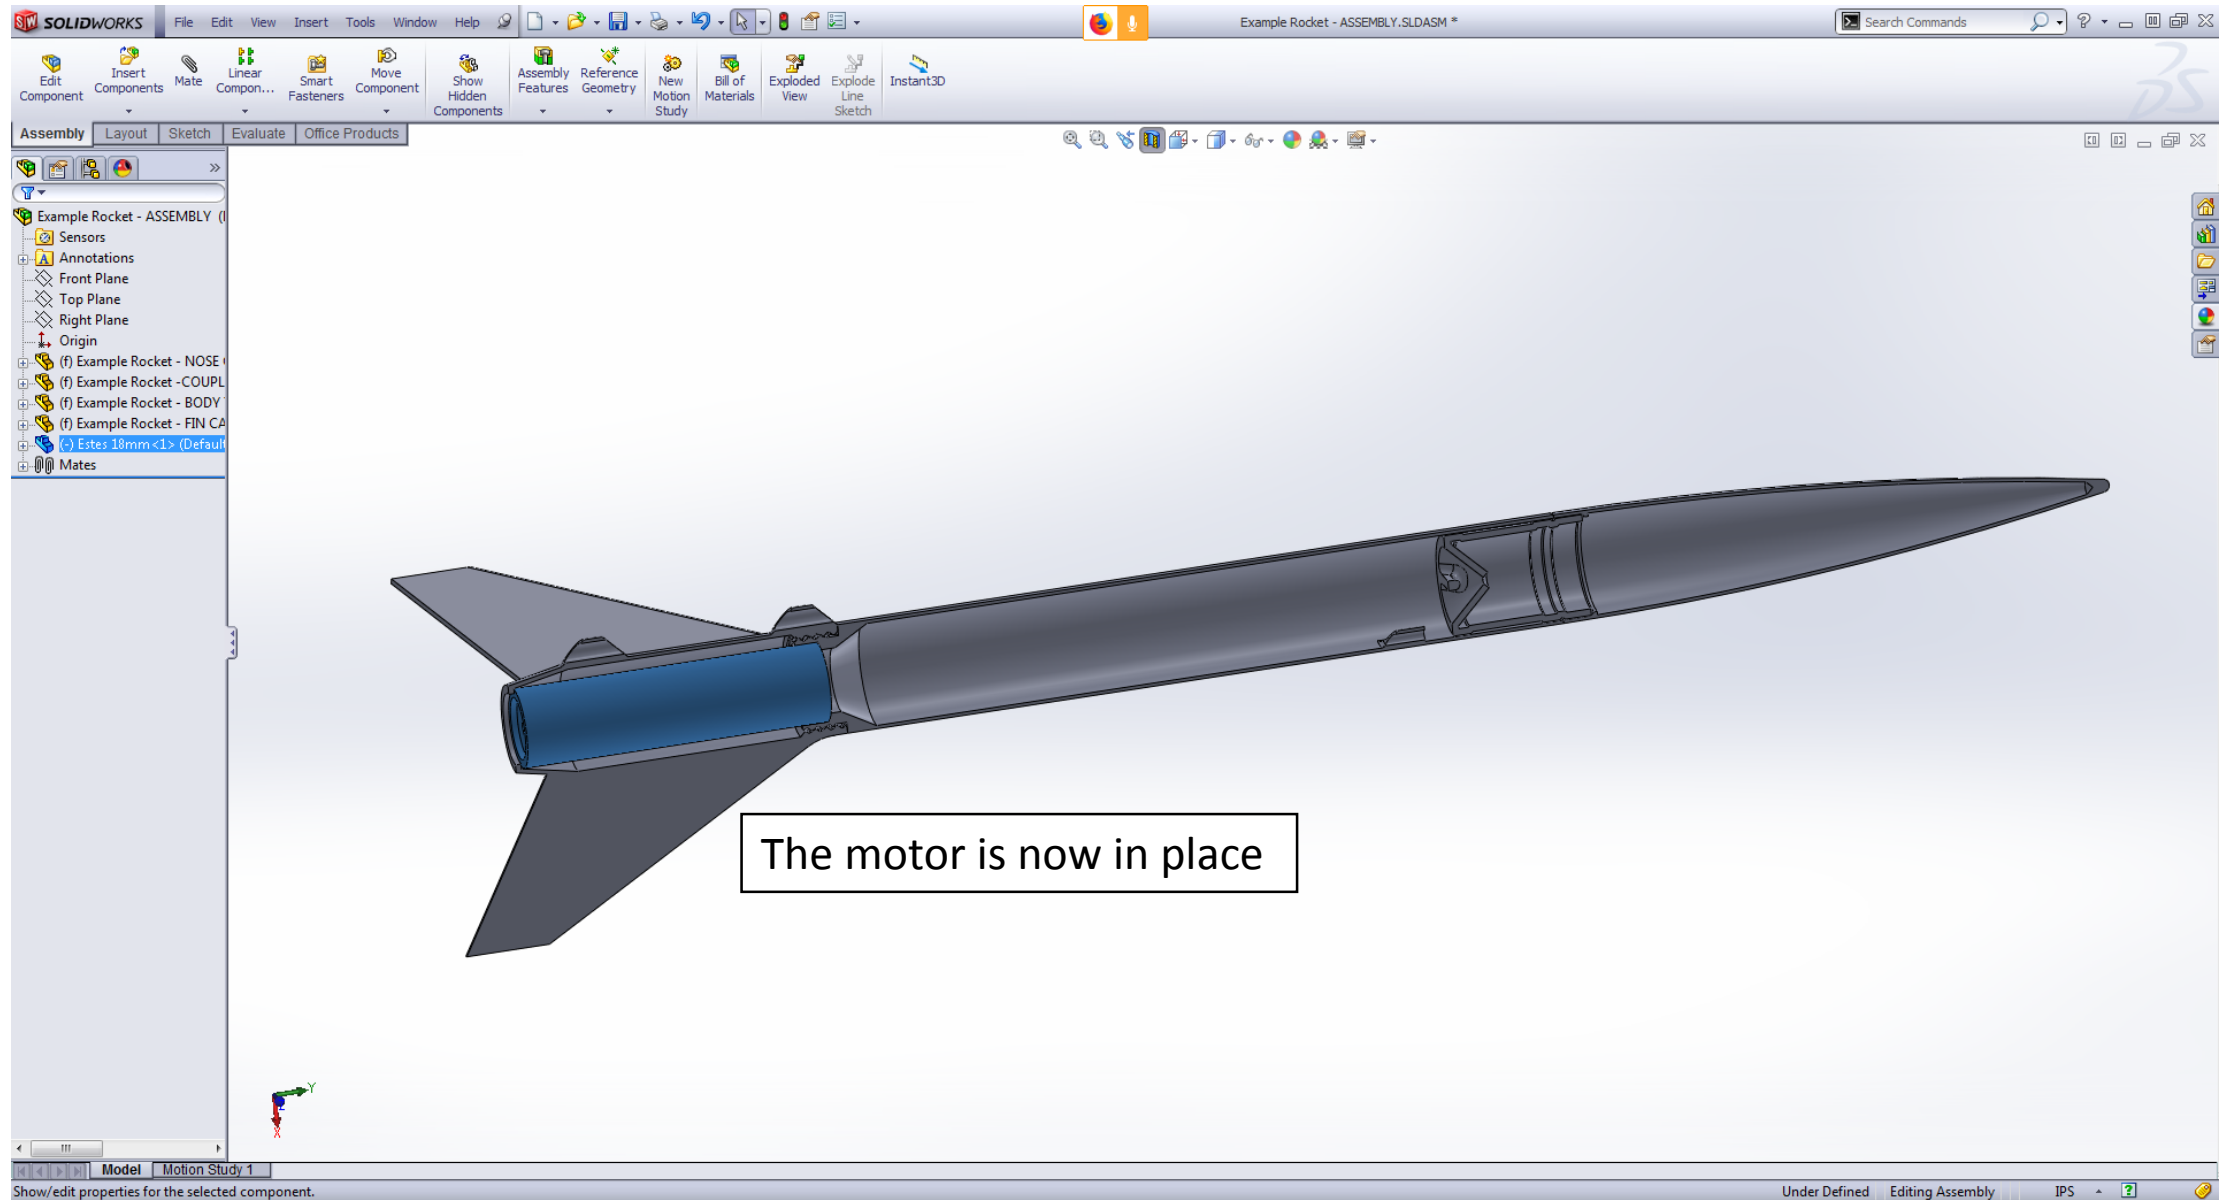 SOLIDWORKS File Edit View Insert Tools Window Help Example Rocket - ASSEMBLY.SLDASM * Search Commands
Edit Component
Insert Components
Mate
Linear Compon...
Smart Fasteners
Move Component
Show Hidden Components
Assembly Features
Reference Geometry
New Motion Study
Bill of Materials
Exploded View
Explode Line Sketch
Instant3D
Assembly Layout Sketch Evaluate Office Products
Example Rocket - ASSEMBLY (
Sensors
Annotations
Front Plane
Top Plane
Right Plane
Origin
(f) Example Rocket - NOSE
(f) Example Rocket -COUPL
(f) Example Rocket - BODY
(f) Example Rocket - FIN CA
(-) Estes 18mm<1> (Default
Mates
The motor is now in place
Y
Z
X
Model Motion Study 1
Show/edit properties for the selected component. Under Defined Editing Assembly IPS